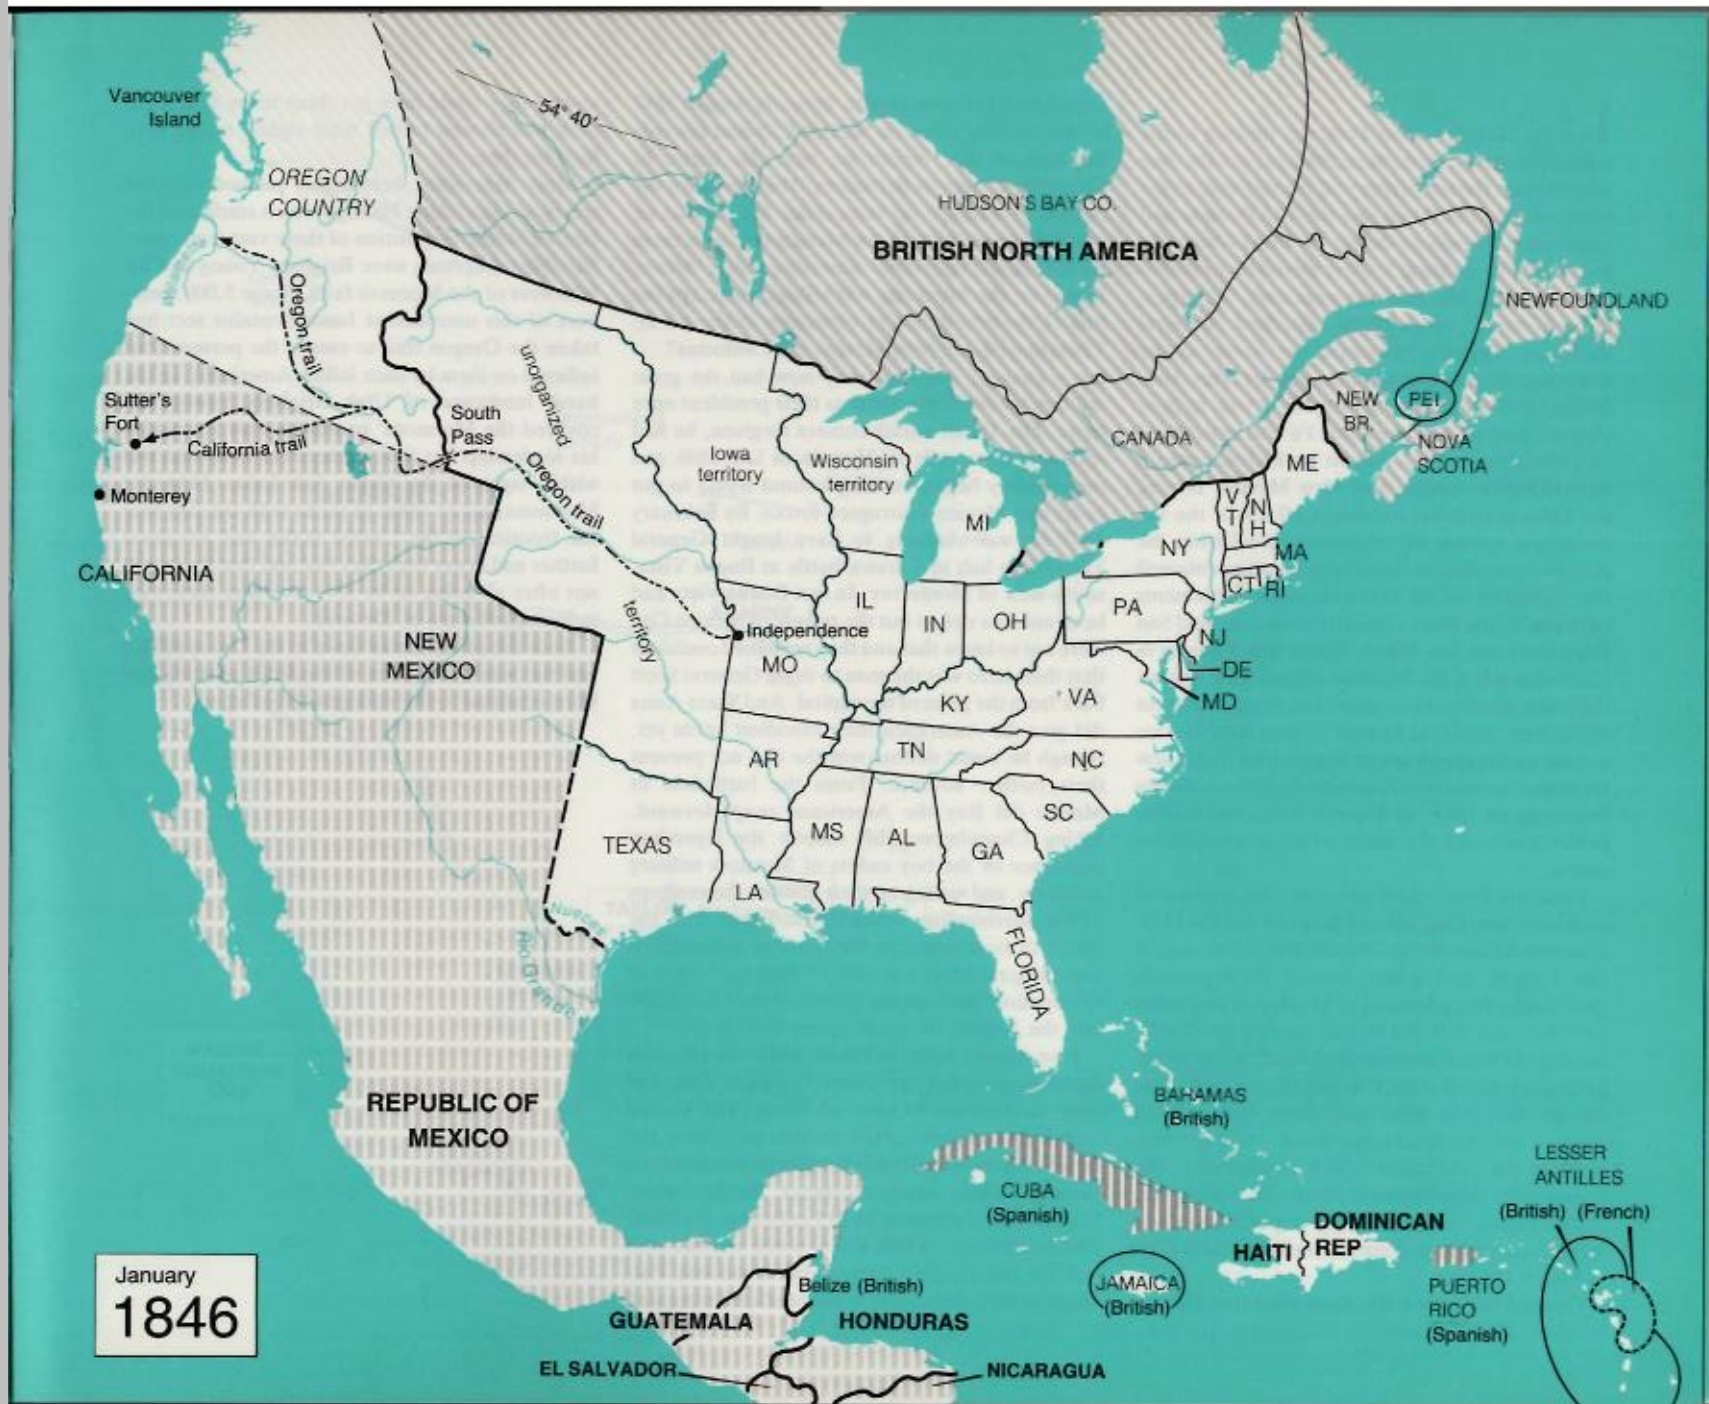 Vancouver
Island
54° 40'
OREGON
COUNTRY
HUDSON'S BAY CO.
BRITISH NORTH AMERICA
NEWFOUNDLAND
Oregon trail
unorganized
territory
Sutter's
Fort
California trail
South
Pass
Oregon trail
Monterey
Iowa
territory
Wisconsin
territory
CANADA
NEW
BR.
PEI
NOVA
SCOTIA
ME
VT
NH
MA
NY
CT
RI
MI
PA
NJ
DE
MD
IL
IN
OH
Independence
MO
KY
VA
CALIFORNIA
NEW
MEXICO
AR
TN
NC
SC
TEXAS
MS
AL
GA
LA
FLORIDA
Nueces
Rio Grande
REPUBLIC OF
MEXICO
BAHAMAS
(British)
CUBA
(Spanish)
LESSER
ANTILLES
(British) (French)
DOMINICAN
REP
HAITI
JAMAICA
(British)
PUERTO
RICO
(Spanish)
Belize (British)
GUATEMALA
HONDURAS
EL SALVADOR
NICARAGUA
January
1846